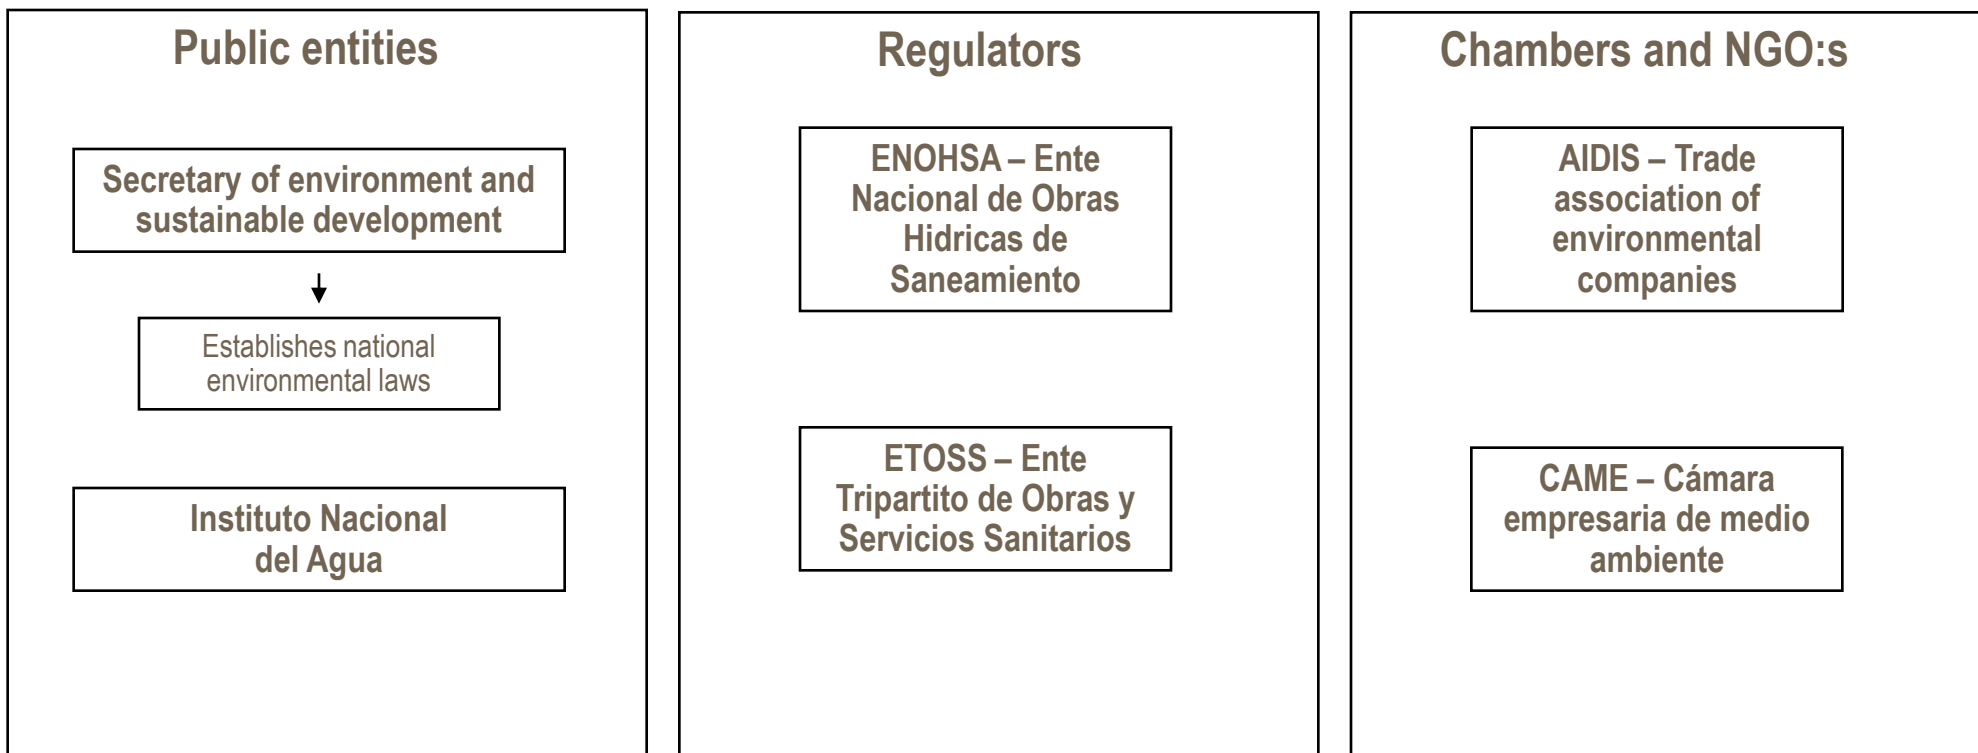 Public entities
Secretary of environment and
sustainable development
Establishes national
environmental laws
Instituto Nacional
del Agua
Regulators
ENOHSA – Ente
Nacional de Obras
Hidricas de
Saneamiento
ETOSS – Ente
Tripartito de Obras y
Servicios Sanitarios
Chambers and NGO:s
AIDIS – Trade
association of
environmental
companies
CAME – Cámara
empresaria de medio
ambiente